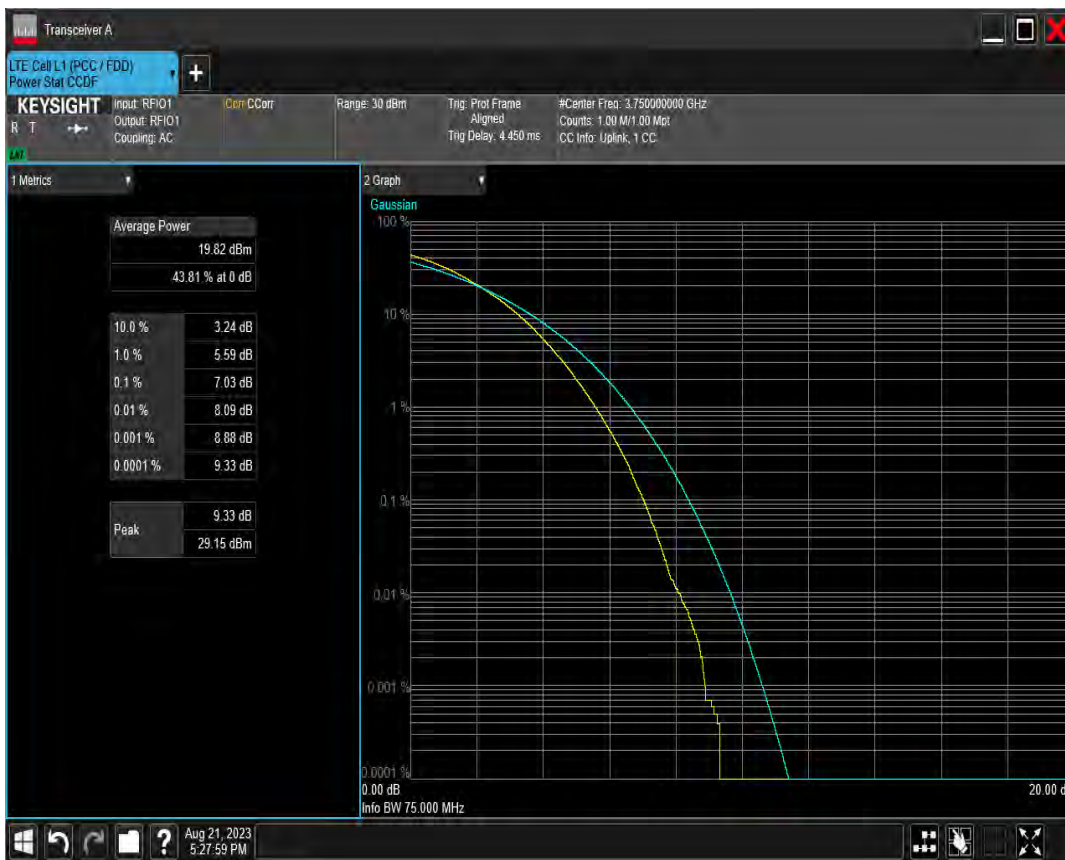 Transceiver A
LTE Cell L1 (PCC / FDD)
Power Stat CCDF
+
KEYSIGHT
R T
Input: RFIO1
Output: RFIO1
Coupling: AC
Corr CCorr
Range: 30 dBm
Trig: Prot Frame
Aligned
Trig Delay: 4.450 ms
#Center Freq: 3.750000000 GHz
Counts: 1.00 M/1.00 Mpt
CC Info: Uplink, 1 CC
1 Metrics
Average Power
19.82 dBm
43.81 % at 0 dB
10.0 % 3.24 dB
1.0 % 5.59 dB
0.1 % 7.03 dB
0.01 % 8.09 dB
0.001 % 8.88 dB
0.0001 % 9.33 dB
Peak
9.33 dB
29.15 dBm
2 Graph
Gaussian
100 %
10 %
1 %
0.1 %
0.01 %
0.001 %
0.0001 %
0.00 dB
20.00 d
Info BW 75.000 MHz
?
Aug 21, 2023
5:27:59 PM